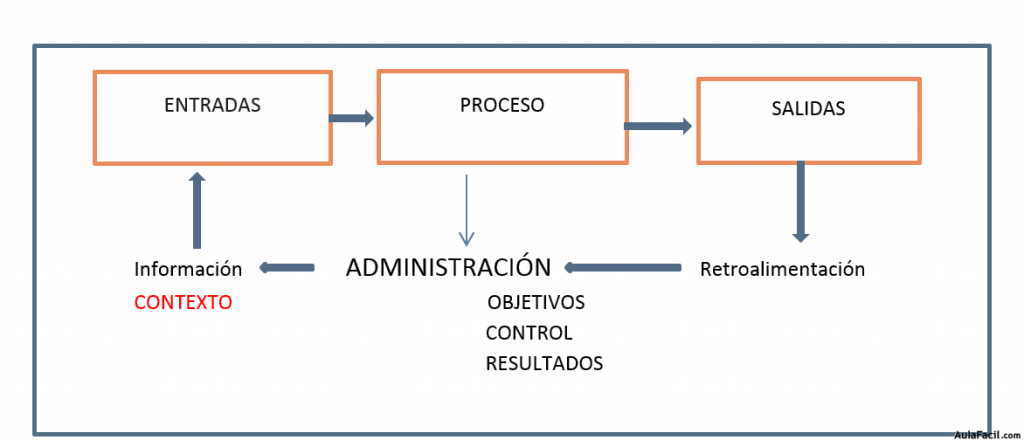 ENTRADAS
PROCESO
SALIDAS
Información
ADMINISTRACIÓN
Retroalimentación
CONTEXTO
OBJETIVOS
CONTROL
RESULTADOS
AulaFacil.com